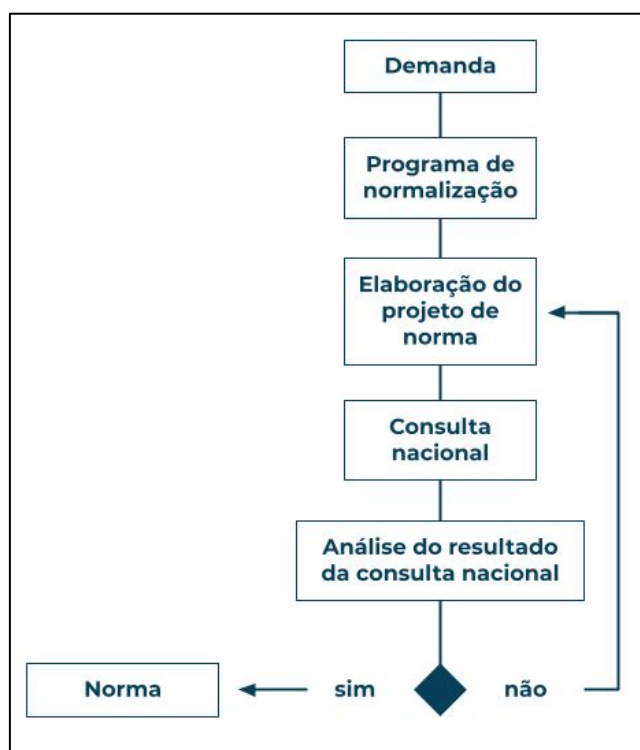 Demanda
Programa de
normalização
Elaboração do
projeto de
norma
Consulta
nacional
Análise do resultado
da consulta nacional
Norma
sim
não